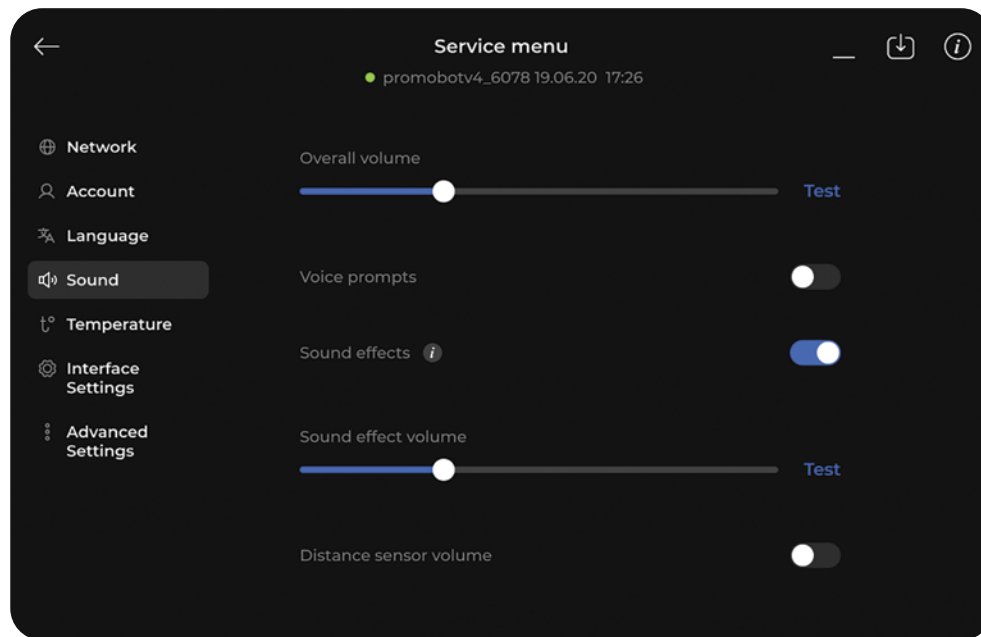 Service menu
promobotv4_6078 19.06.20 17:26
Network
Account
Language
Sound
t° Temperature
Interface
Settings
Advanced
Settings
Overall volume
Test
Voice prompts
Sound effects i
Sound effect volume
Test
Distance sensor volume